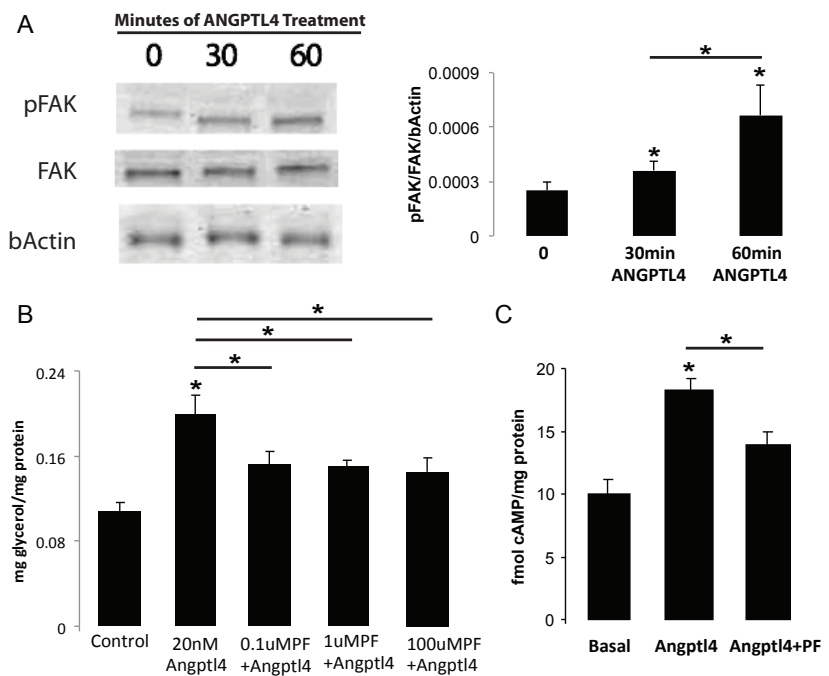 A
Minutes of ANGPTL4 Treatment
0 30 60
pFAK
FAK
bActin
pFAK/FAK/bActin
0.0009
0.0006
0.0003
0
*
*
*
0
30min
ANGPTL4
60min
ANGPTL4
B
mg glycerol/mg protein
0.24
0.16
0.08
0
*
*
*
*
Control
20nM
Angptl4
0.1uMPF
+Angptl4
1uMPF
+Angptl4
100uMPF
+Angptl4
C
fmol cAMP/mg protein
20
15
10
5
0
*
*
Basal
Angptl4
Angptl4+PF